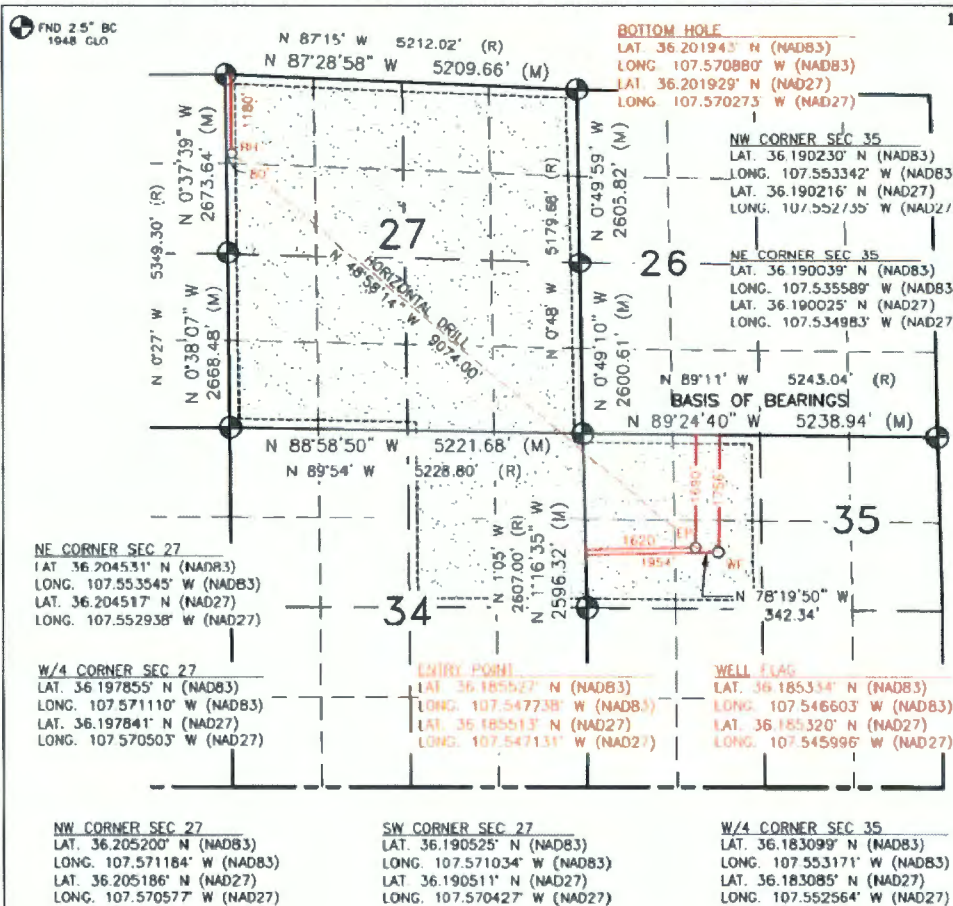 FND 2.5" BC
1948 GLO
N 87°15' W 5212.02' (R)
N 87°28'58" W 5209.66' (M)
BOTTOM HOLE
LAT. 36.201943° N (NAD83)
LONG. 107.570880° W (NAD83)
LAT. 36.201929° N (NAD27)
LONG. 107.570273° W (NAD27)
1
NW CORNER SEC 35
LAT. 36.190230° N (NAD83)
LONG. 107.553342° W (NAD83
LAT. 36.190216° N (NAD27)
LONG. 107.552735° W (NAD27
NE CORNER SEC 35
LAT. 36.190039° N (NAD83)
LONG. 107.535589° W (NAD83
LAT. 36.190025° N (NAD27)
LONG. 107.534983° W (NAD27
1180'
BH
80'
N 0°37'39" W
2673.64' (M)
5349.30' (R)
N 0°27' W
N 0°38'07" W
2668.48' (M)
27
HORIZONTAL DRILL
N 48°58'14" W 9074.00'
5179.68' (R)
N 0°48' W
N 0°49'59" W
2605.82' (M)
26
N 0°49'10" W
2600.61' (M)
N 89°11' W 5243.04' (R)
BASIS OF BEARINGS
N 89°24'40" W 5238.94' (M)
N 88°58'50" W 5221.68' (M)
N 89°54' W 5228.80' (R)
N 1°05' W
2607.00' (R)
N 1°16'35" W
2596.32' (M)
1690'
1756'
35
1620'
EP
1954'
WF
N 78°19'50" W
342.34'
34
NE CORNER SEC 27
LAT 36.204531° N (NAD83)
LONG. 107.553545° W (NAD83)
LAT. 36.204517° N (NAD27)
LONG. 107.552938° W (NAD27)
W/4 CORNER SEC 27
LAT. 36.197855° N (NAD83)
LONG. 107.571110° W (NAD83)
LAT. 36.197841° N (NAD27)
LONG. 107.570503° W (NAD27)
ENTRY POINT
LAT. 36.185527° N (NAD83)
LONG. 107.547738° W (NAD83)
LAT. 36.185513° N (NAD27)
LONG. 107.547131° W (NAD27)
WELL FLAG
LAT. 36.185334° N (NAD83)
LONG. 107.546603° W (NAD83)
LAT. 36.185320° N (NAD27)
LONG. 107.545996° W (NAD27)
NW CORNER SEC 27
LAT. 36.205200° N (NAD83)
LONG. 107.571184° W (NAD83)
LAT. 36.205186° N (NAD27)
LONG. 107.570577° W (NAD27)
SW CORNER SEC 27
LAT. 36.190525° N (NAD83)
LONG. 107.571034° W (NAD83)
LAT. 36.190511° N (NAD27)
LONG. 107.570427° W (NAD27)
W/4 CORNER SEC 35
LAT. 36.183099° N (NAD83)
LONG. 107.553171° W (NAD83)
LAT. 36.183085° N (NAD27)
LONG. 107.552564° W (NAD27)